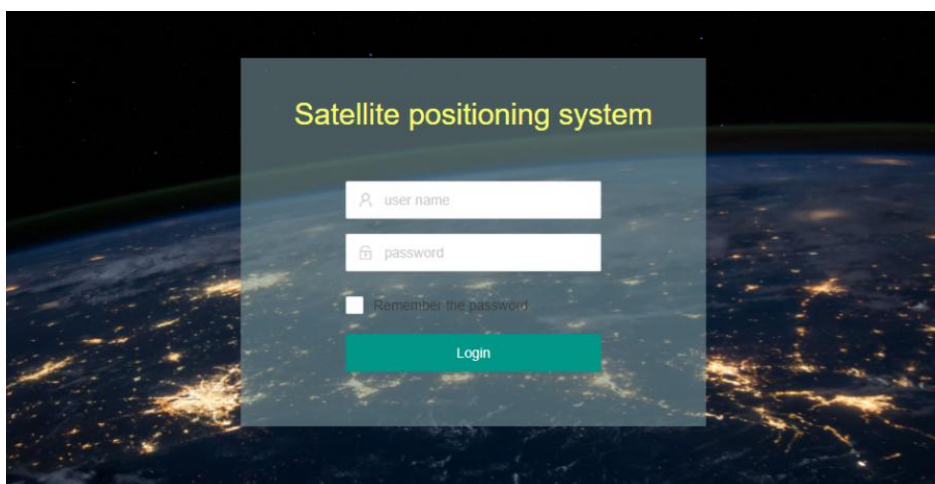 Satellite positioning system
user name
password
Remember the password
Login